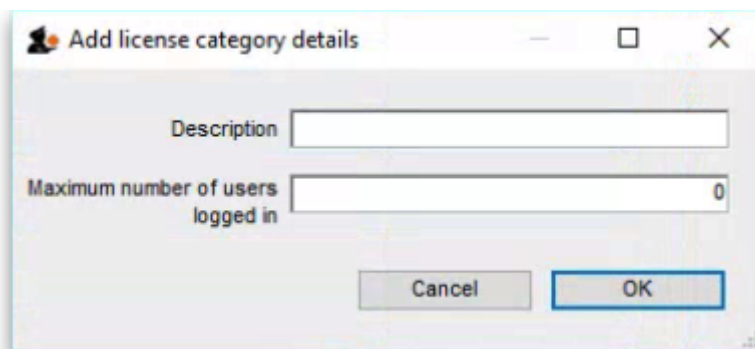 Add license category details
Description
Maximum number of users
logged in
0
Cancel
OK